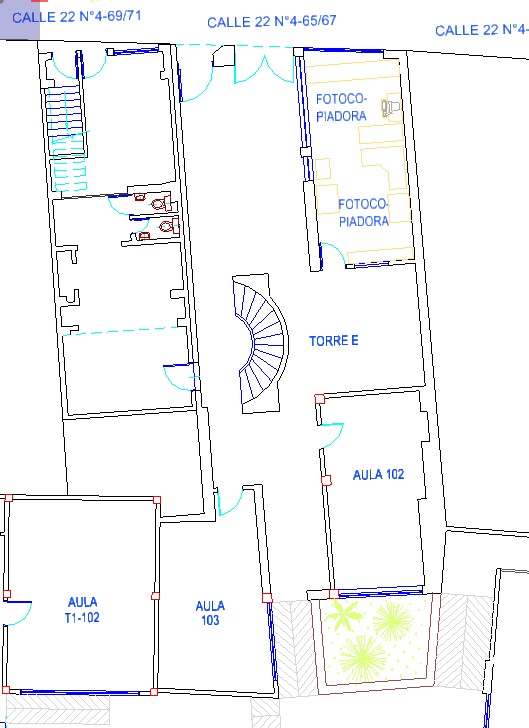 CALLE 22 N°4-69/71
CALLE 22 N°4-65/67
CALLE 22 N°4-
FOTOCO-
PIADORA
FOTOCO-
PIADORA
TORRE E
AULA 102
AULA
T1-102
AULA
103